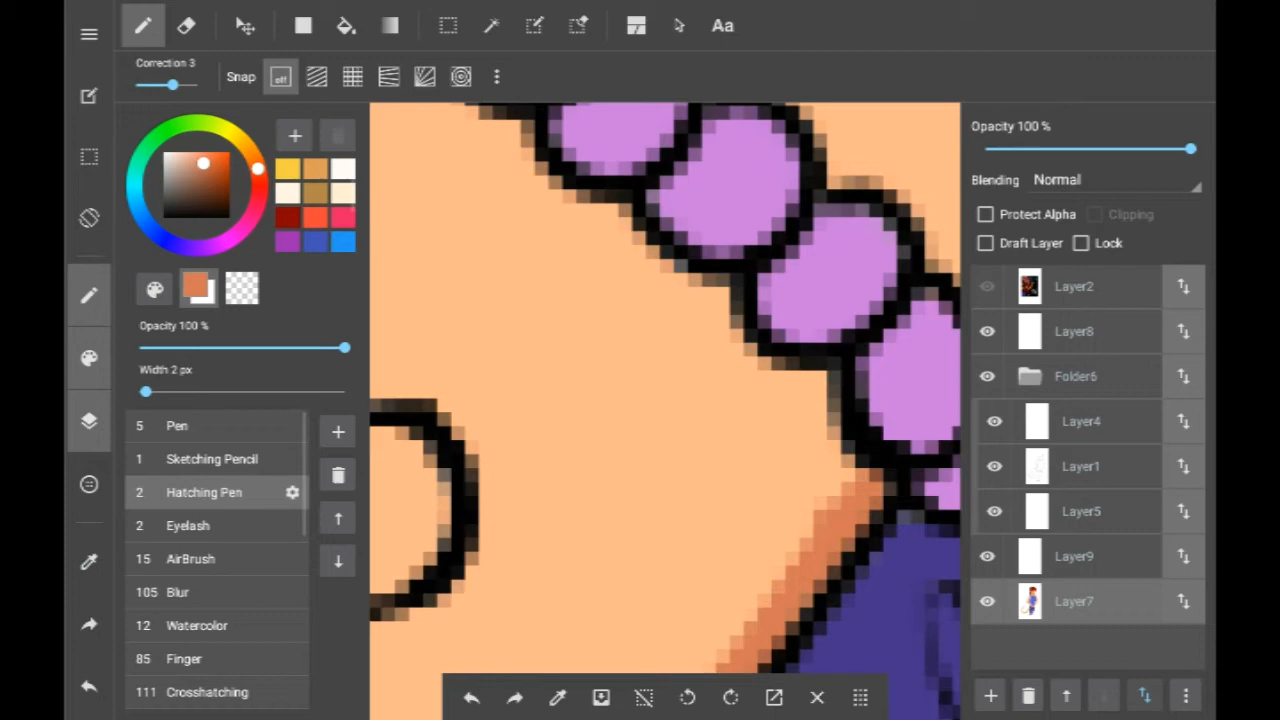 Aa
Correction 3
Snap
off
Opacity 100 %
Width 2 px
5 Pen
1 Sketching Pencil
2 Hatching Pen
2 Eyelash
15 AirBrush
105 Blur
12 Watercolor
85 Finger
111 Crosshatching
Opacity 100 %
Blending Normal
Protect Alpha Clipping
Draft Layer Lock
Layer2
Layer8
Folder6
Layer4
Layer1
Layer5
Layer9
Layer7